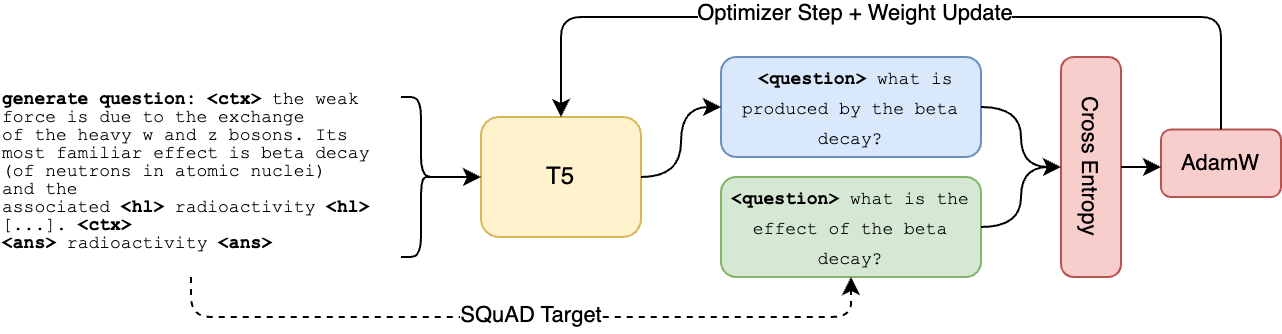 Optimizer Step + Weight Update
generate question: <ctx> the weak
force is due to the exchange
of the heavy w and z bosons. Its
most familiar effect is beta decay
(of neutrons in atomic nuclei)
and the
associated <hl> radioactivity <hl>
[...]. <ctx>
<ans> radioactivity <ans>
T5
<question> what is
produced by the beta
decay?
<question> what is the
effect of the beta
decay?
Cross Entropy
AdamW
SQuAD Target